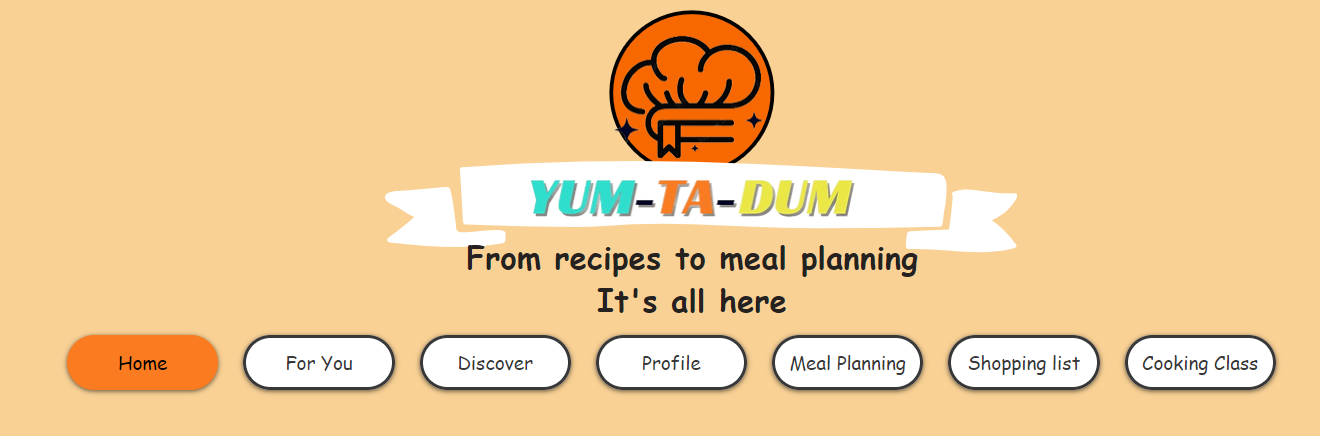 YUM-TA-DUM
From recipes to meal planning
It's all here
Home For You Discover Profile Meal Planning Shopping list Cooking Class